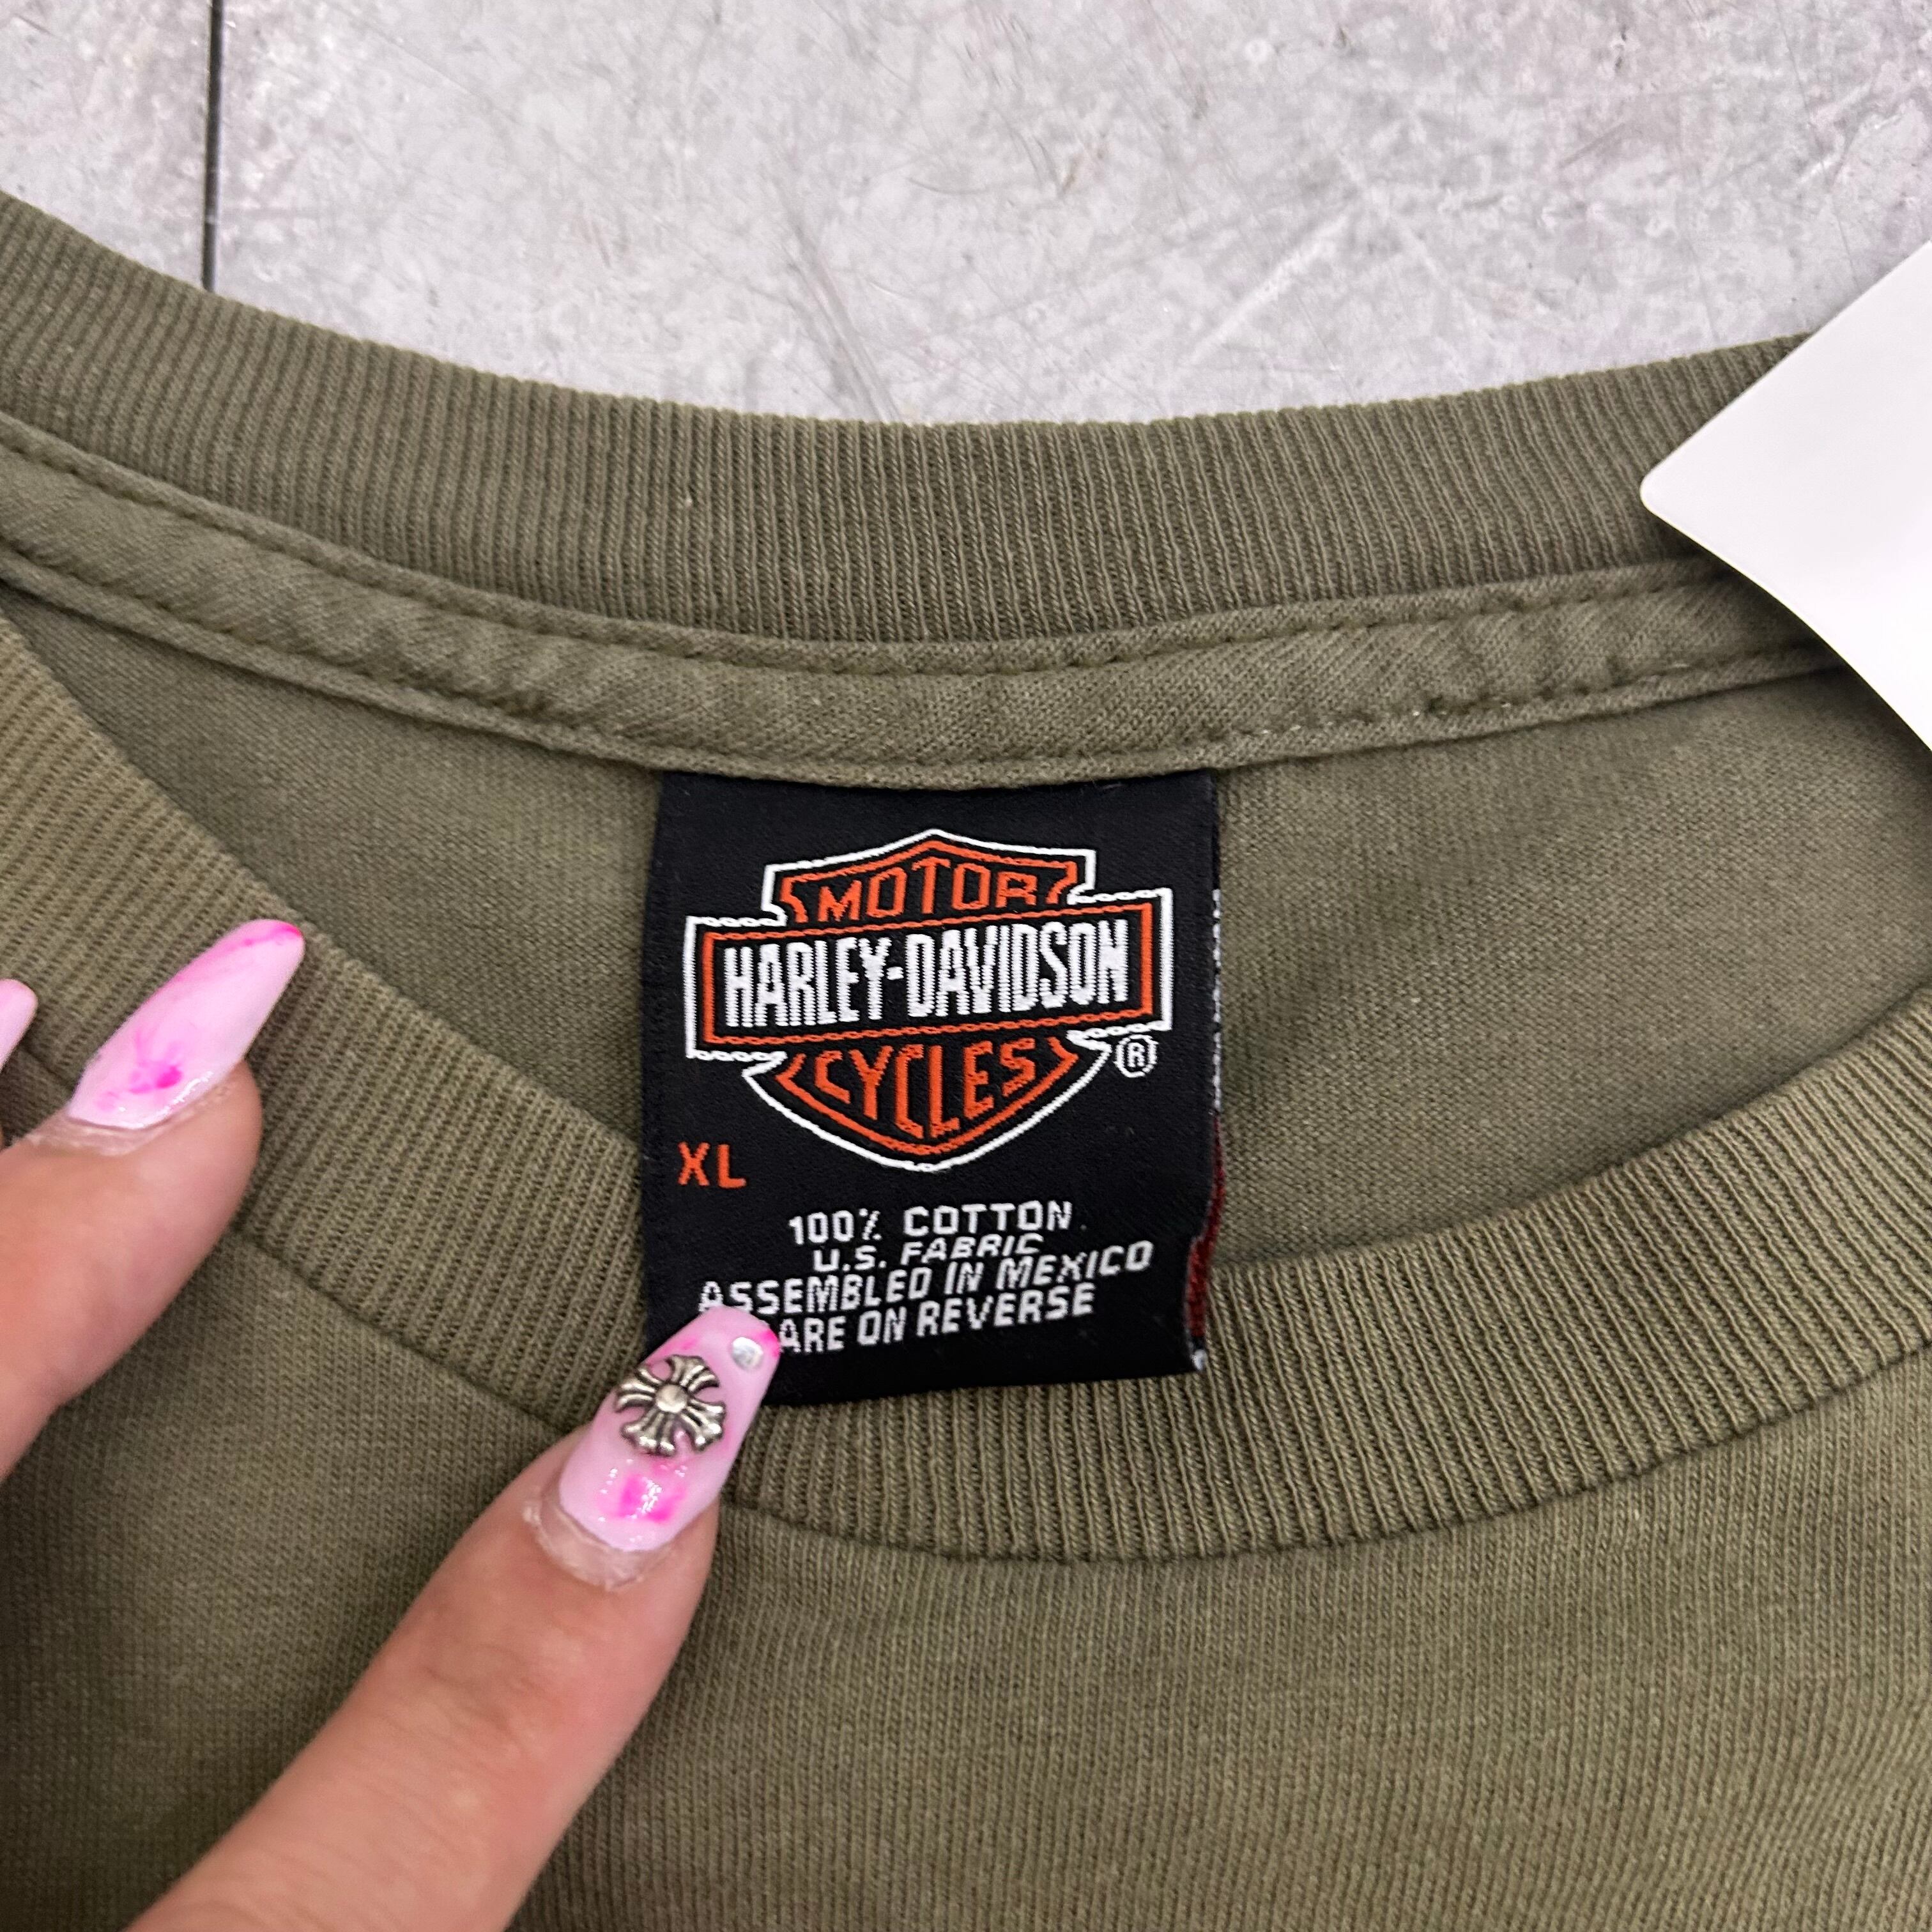 MOTOR
HARLEY-DAVIDSON
CYCLES
®
XL
100% COTTON
U.S. FABRIC
ASSEMBLED IN MEXICO
ARE ON REVERSE